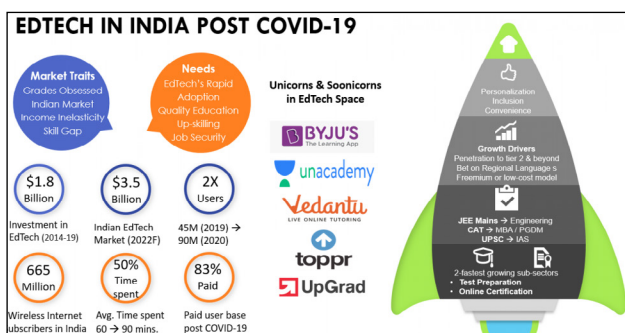 EDTECH IN INDIA POST COVID-19
Market Traits
Grades Obsessed
Indian Market
Income Inelasticity
Skill Gap
Needs
EdTech's Rapid
Adoption
Quality Education
Up-skilling
Job Security
$1.8
Billion
Investment in
EdTech (2014-19)
$3.5
Billion
Indian EdTech
Market (2022F)
2X
Users
45M (2019) →
90M (2020)
665
Million
Wireless Internet
ubscribers in India
50%
Time
spent
Avg. Time spent
60 → 90 mins.
83%
Paid
Paid user base
post COVID-19
Unicorns & Soonicorns
in EdTech Space
BYJU'S
The Learning App
unacademy
Vedantu
LIVE ONLINE TUTORING
toppr
UpGrad
Personalization
Inclusion
Convenience
Growth Drivers
Penetration to tier 2 & beyond
Bet on Regional Language s
Freemium or low-cost model
JEE Mains → Engineering
CAT → MBA / PGDM
UPSC → IAS
2-fastest growing sub-sectors
• Test Preparation
• Online Certification